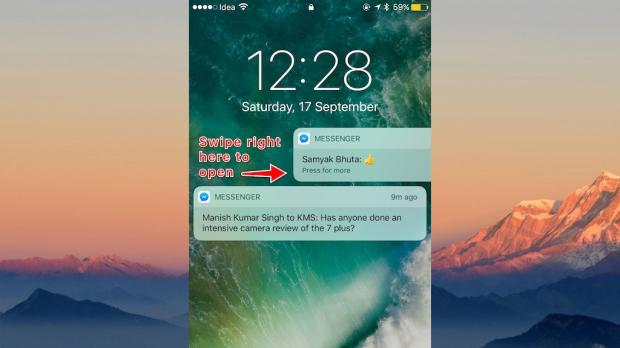 Idea 59%
12:28
Saturday, 17 September
MESSENGER
Samyak Bhuta: 👍
Press for more
Swipe right
here to
open
MESSENGER 9m ago
Manish Kumar Singh to KMS: Has anyone done an
intensive camera review of the 7 plus?